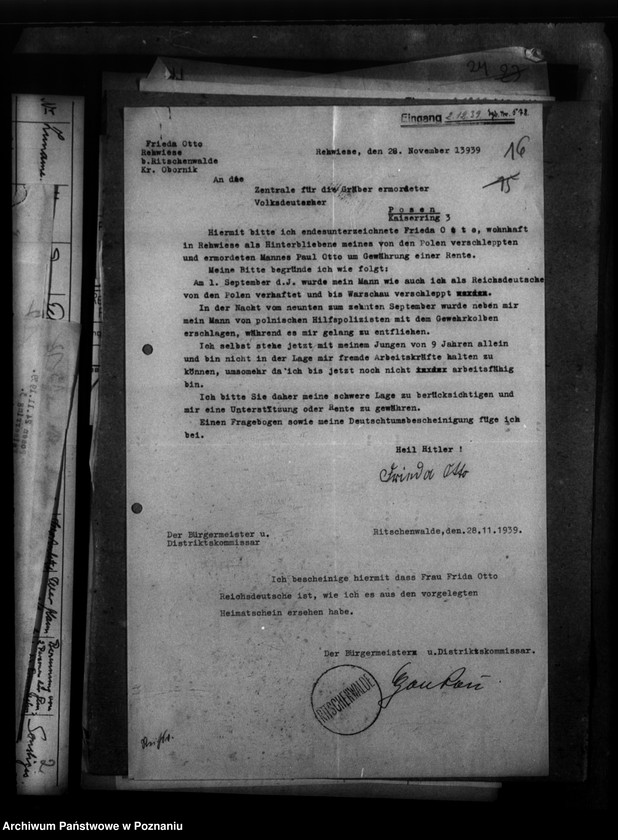 24
Eingang 2.12.39
16
15
Frieda Otto
Rehwiese
b.Ritschenwalde
Kr. Obornik
Rehwiese, den 28. November 13939
An die
Zentrale für die Gräber ermordeter
Volksdeutscher
Posen
Kaiserring 3
Hiermit bitte ich endesunterzeichnete Frieda O t t o, wohnhaft
in Rehwiese als Hinterbliebene meines von den Polen verschleppten
und ermordeten Mannes Paul Otto um Gewährung einer Rente.
Meine Bitte begründe ich wie folgt:
Am 1. September d.J. wurde mein Mann wie auch ich als Reichsdeutsche
von den Polen verhaftet und bis Warschau verschleppt
In der Nacht vom neunten zum zehnten September wurde neben mir
mein Mann von polnischen Hilfspolizisten mit dem Gewehrkolben
erschlagen, während es mir gelang zu entfliehen.
Ich selbst stehe jetzt mit meinem Jungen von 9 Jahren allein
und bin nicht in der Lage mir fremde Arbeitskräfte halten zu
können, umsomehr da ich bis jetzt noch nicht arbeitsfähig
bin.
Ich bitte Sie daher meine schwere Lage zu berücksichtigen und
mir eine Unterstützung oder Rente zu gewähren.
Einen Fragebogen sowie meine Deutschtumsbescheinigung füge ich
bei.
Heil Hitler !
Frieda Otto
Der Bürgermeister u.
Distriktskommissar
Ritschenwalde,den.28,11.1939.
Ich bescheinige hiermit dass Frau Frida Otto
Reichsdeutsche ist, wie ich es aus den vorgelegten
Heimatschein ersehen habe.
Der Bürgermeister u.Distriktskommissar.
RITSCHENWALDE
Archiwum Państwowe w Poznaniu